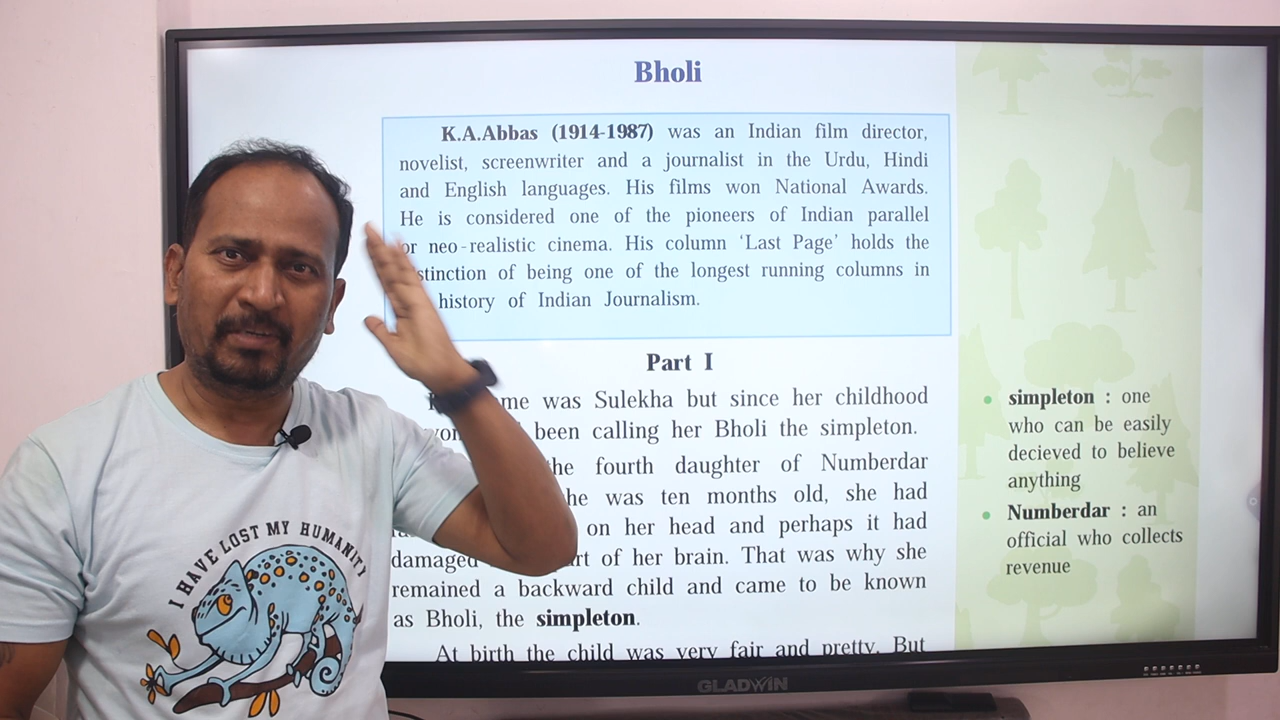 Bholi
K.A.Abbas (1914-1987) was an Indian film director,
novelist, screenwriter and a journalist in the Urdu, Hindi
and English languages. His films won National Awards.
He is considered one of the pioneers of Indian parallel
or neo-realistic cinema. His column ‘Last Page’ holds the
stinction of being one of the longest running columns in
history of Indian Journalism.
Part I
me was Sulekha but since her childhood
been calling her Bholi the simpleton.
the fourth daughter of Numberdar
he was ten months old, she had
on her head and perhaps it had
damaged rt of her brain. That was why she
remained a backward child and came to be known
as Bholi, the simpleton.
At birth the child was very fair and pretty. But
simpleton : one
who can be easily
decieved to believe
anything
Numberdar : an
official who collects
revenue
I HAVE LOST MY HUMANITY
GLADWIN